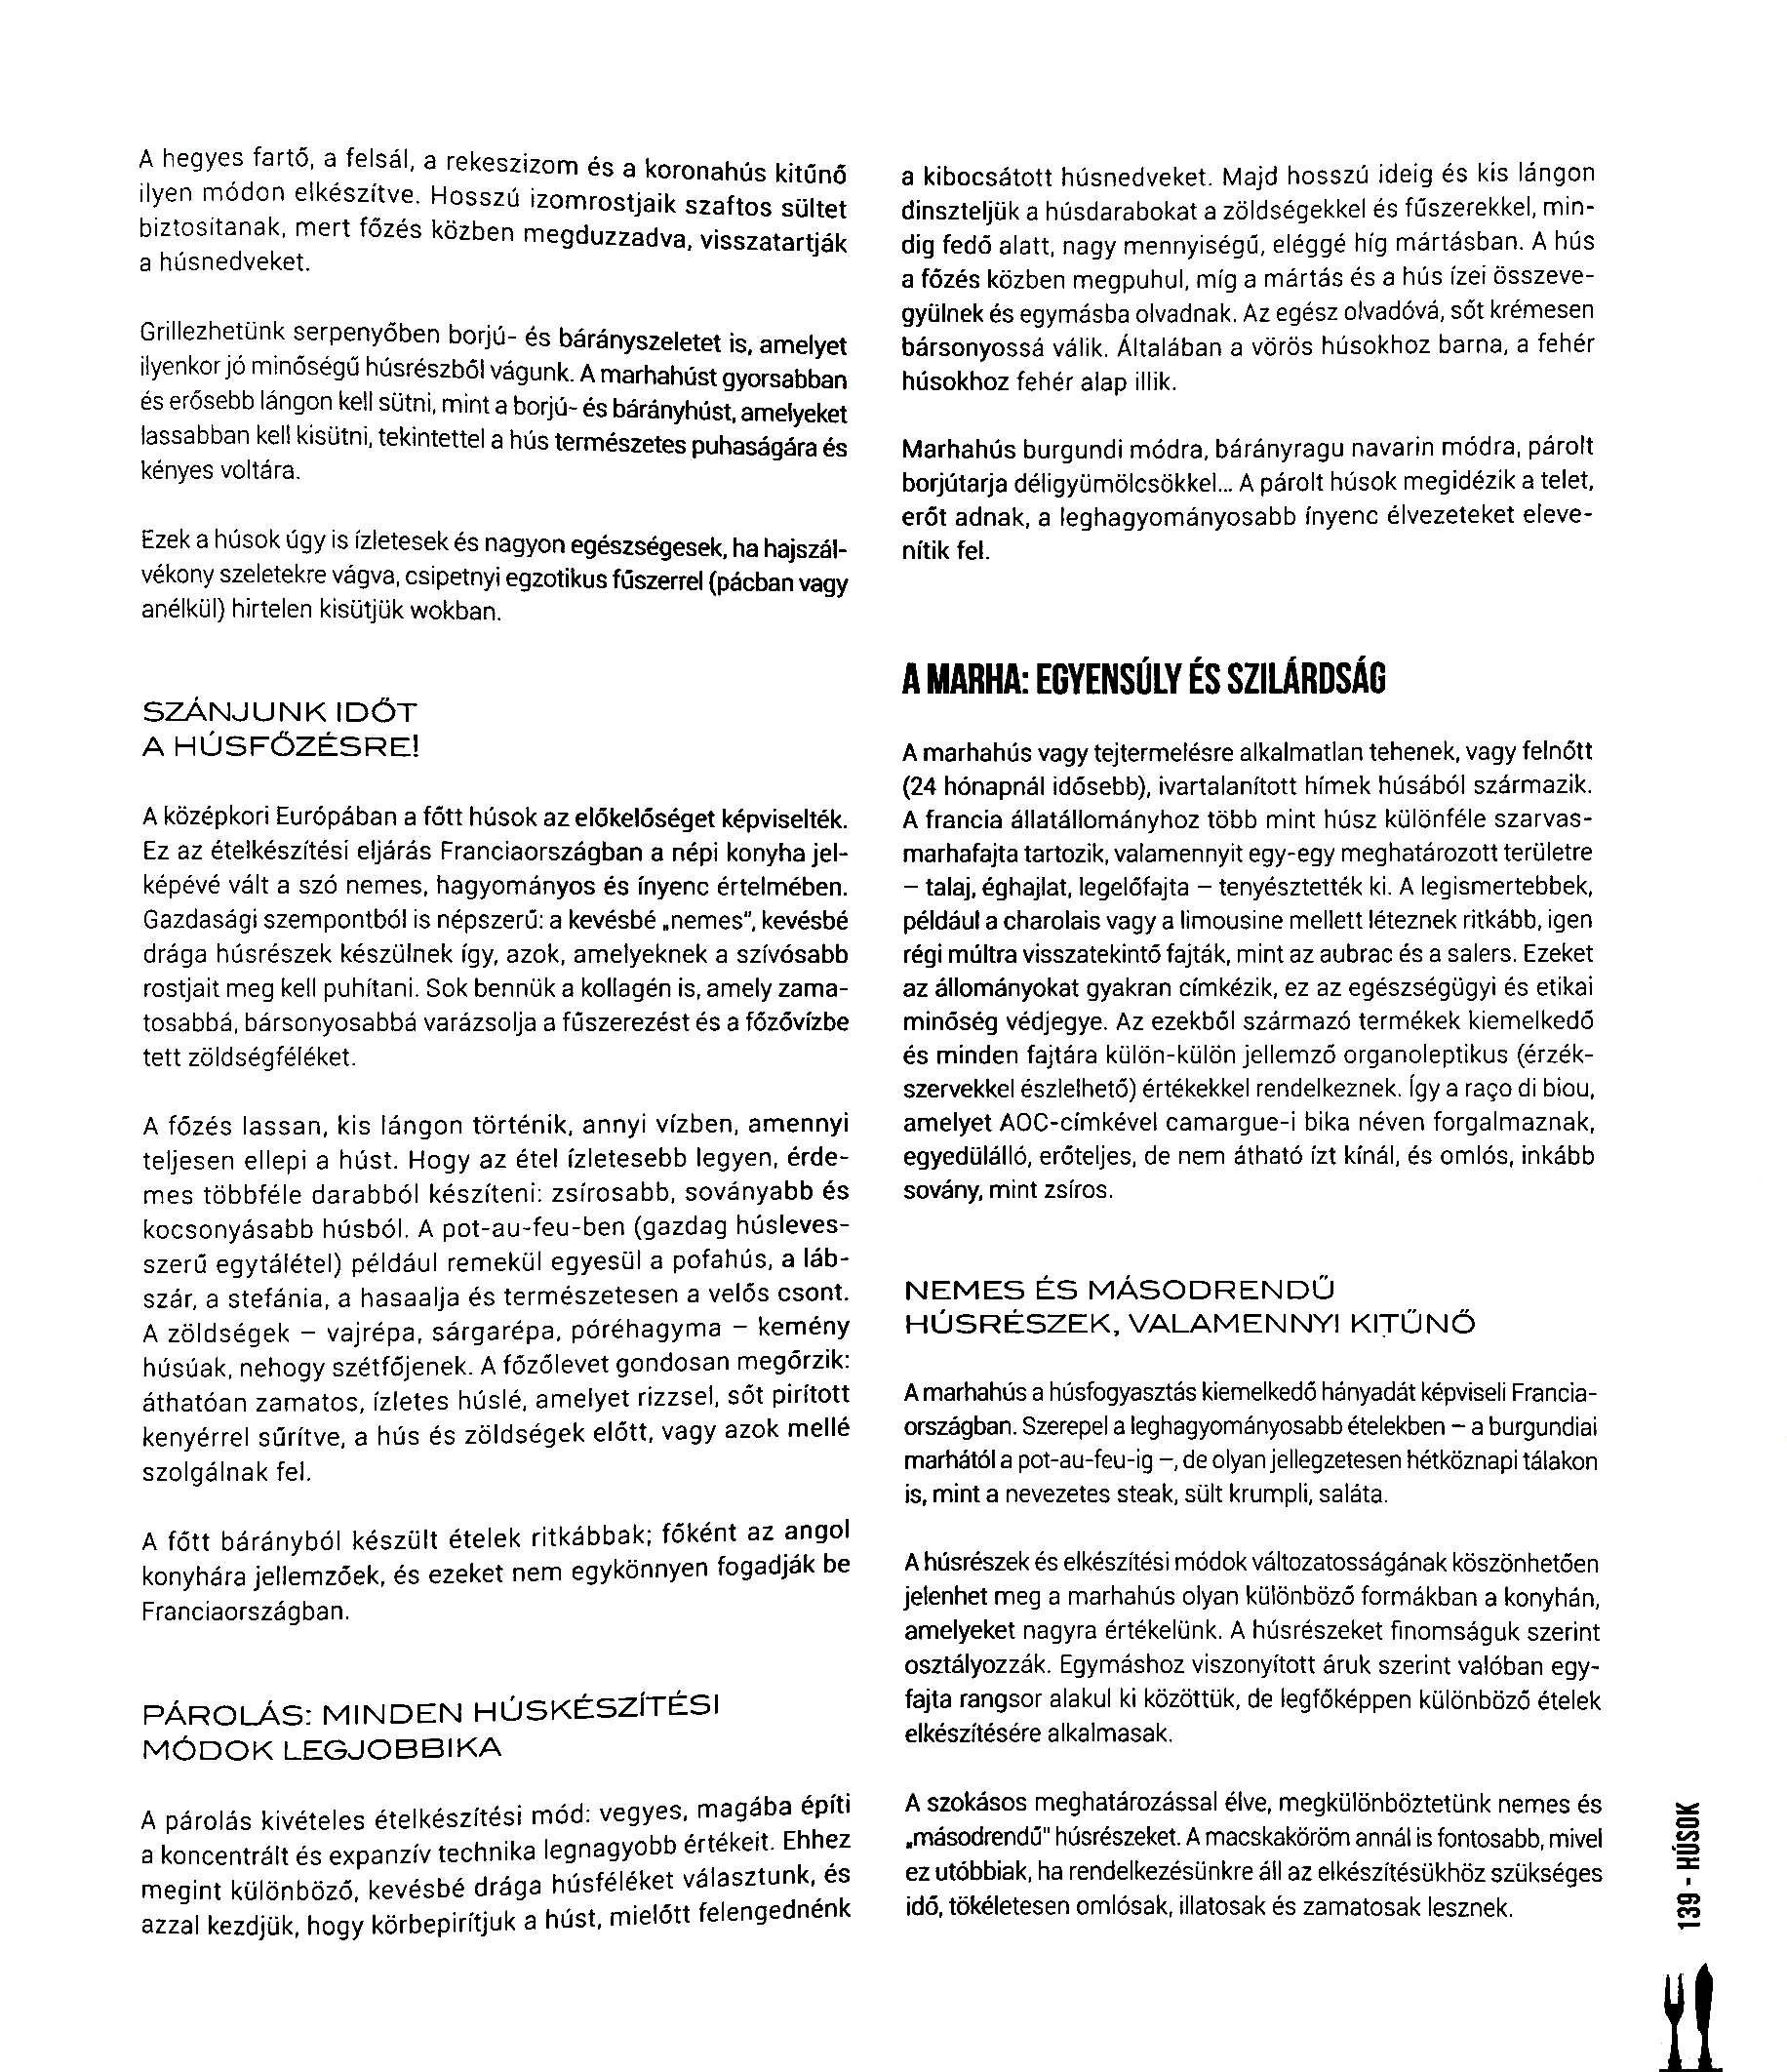 A hegyes fartő, a felsál, a rekeszizom és a koronahús kitűnő
ilyen módon elkészítve. Hosszú izomrostjaik szaftos sültet
biztosítanak, mert főzés közben megduzzadva, visszatartják
a húsnedveket.
Grillezhetünk serpenyőben borjú- és bárányszeletet is, amelyet
ilyenkor jó minőségű húsrészből vágunk. A marhahúst gyorsabban
és erősebb lángon kell sütni, mint a borjú- és bárányhúst, amelyeket
lassabban kell kisütni, tekintettel a hús természetes puhaságára és
kényes voltára.
Ezek a húsok úgy is ízletesek és nagyon egészségesek, ha hajszál-
vékony szeletekre vágva, csipetnyi egzotikus fűszerrel (pácban vagy
anélkül) hirtelen kisütjük wokban.
SZÁNJUNK IDŐT
A HÚSFŐZÉSRE!
A középkori Európában a főtt húsok az előkelőséget képviselték.
Ez az ételkészítési eljárás Franciaországban a népi konyha jel-
képévé vált a szó nemes, hagyományos és ínyenc értelmében.
Gazdasági szempontból is népszerű: a kevésbé „nemes", kevésbé
drága húsrészek készülnek így, azok, amelyeknek a szívósabb
rostjait meg kell puhítani. Sok bennük a kollagén is, amely zama-
tosabbá, bársonyosabbá varázsolja a fűszerezést és a főzővízbe
tett zöldségféléket.
A főzés lassan, kis lángon történik, annyi vízben, amennyi
teljesen ellepi a húst. Hogy az étel ízletesebb legyen, érde-
mes többféle darabból készíteni: zsírosabb, soványabb és
kocsonyásabb húsból. A pot-au-feu-ben (gazdag húsleves-
szerű egytálétel) például remekül egyesül a pofahús, a láb-
szár, a stefánia, a hasaalja és természetesen a velős csont.
A zöldségek – vajrépa, sárgarépa, póréhagyma – kemény
húsúak, nehogy szétfőjenek. A főzőlevet gondosan megőrzik:
áthatóan zamatos, ízletes húslé, amelyet rizzsel, sőt pirított
kenyérrel sűrítve, a hús és zöldségek előtt, vagy azok mellé
szolgálnak fel.
A főtt bárányból készült ételek ritkábbak; főként az angol
konyhára jellemzőek, és ezeket nem egykönnyen fogadják be
Franciaországban.
PÁROLÁS: MINDEN HÚSKÉSZÍTÉSI
MÓDOK LEGJOBBIKA
A párolás kivételes ételkészítési mód: vegyes, magába építi
a koncentrált és expanzív technika legnagyobb értékeit. Ehhez
megint különböző, kevésbé drága húsféléket választunk, és
azzal kezdjük, hogy körbepirítjuk a húst, mielőtt felengednénk
a kibocsátott húsnedveket. Majd hosszú ideig és kis lángon
dinszteljük a húsdarabokat a zöldségekkel és fűszerekkel, min-
dig fedő alatt, nagy mennyiségű, eléggé híg mártásban. A hús
a főzés közben megpuhul, míg a mártás és a hús ízei összeve-
gyülnek és egymásba olvadnak. Az egész olvadóvá, sőt krémesen
bársonyossá válik. Általában a vörös húsokhoz barna, a fehér
húsokhoz fehér alap illik.
Marhahús burgundi módra, bárányragu navarin módra, párolt
borjútarja déligyümölcsökkel... A párolt húsok megidézik a telet,
erőt adnak, a leghagyományosabb ínyenc élvezeteket eleve-
nítik fel.
A MARHA: EGYENSÚLY ÉS SZILÁRDSÁG
A marhahús vagy tejtermelésre alkalmatlan tehenek, vagy felnőtt
(24 hónapnál idősebb), ivartalanított hímek húsából származik.
A francia állatállományhoz több mint húsz különféle szarvas-
marhafajta tartozik, valamennyit egy-egy meghatározott területre
– talaj, éghajlat, legelőfajta – tenyésztették ki. A legismertebbek,
például a charolais vagy a limousine mellett léteznek ritkább, igen
régi múltra visszatekintő fajták, mint az aubrac és a salers. Ezeket
az állományokat gyakran címkézik, ez az egészségügyi és etikai
minőség védjegye. Az ezekből származó termékek kiemelkedő
és minden fajtára külön-külön jellemző organoleptikus (érzék-
szervekkel észlelhető) értékekkel rendelkeznek. Így a raço di biou,
amelyet AOC-címkével camargue-i bika néven forgalmaznak,
egyedülálló, erőteljes, de nem átható ízt kínál, és omlós, inkább
sovány, mint zsíros.
NEMES ÉS MÁSODRENDŰ
HÚSRÉSZEK, VALAMENNYI KITŰNŐ
A marhahús a húsfogyasztás kiemelkedő hányadát képviseli Francia-
országban. Szerepel a leghagyományosabb ételekben – a burgundiai
marhától a pot-au-feu-ig –, de olyan jellegzetesen hétköznapi tálakon
is, mint a nevezetes steak, sült krumpli, saláta.
A húsrészek és elkészítési módok változatosságának köszönhetően
jelenhet meg a marhahús olyan különböző formákban a konyhán,
amelyeket nagyra értékelünk. A húsrészeket finomságuk szerint
osztályozzák. Egymáshoz viszonyított áruk szerint valóban egy-
fajta rangsor alakul ki közöttük, de legfőképpen különböző ételek
elkészítésére alkalmasak.
A szokásos meghatározással élve, megkülönböztetünk nemes és
„másodrendű" húsrészeket. A macskaköröm annál is fontosabb, mivel
ez utóbbiak, ha rendelkezésünkre áll az elkészítésükhöz szükséges
idő, tökéletesen omlósak, illatosak és zamatosak lesznek.
139 - HÚSOK